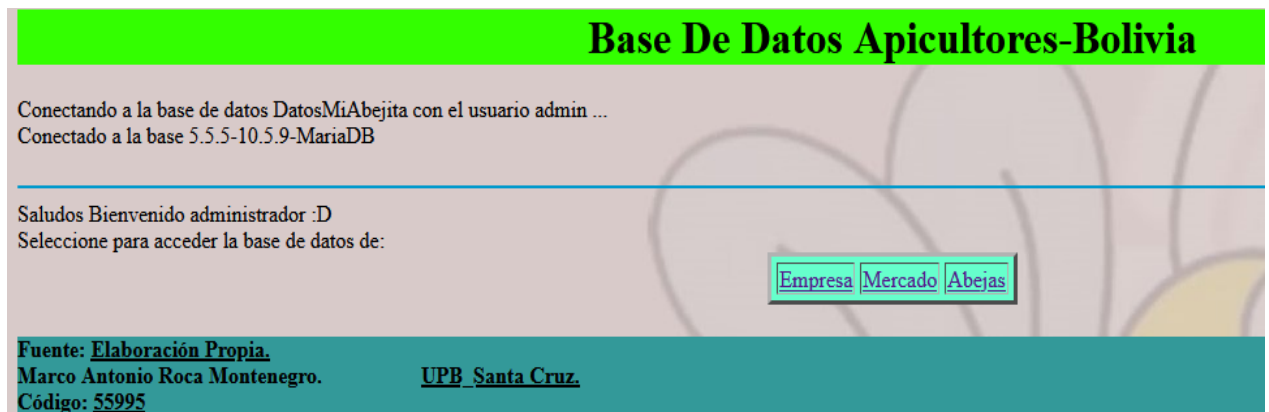 Base De Datos Apicultores-Bolivia
Conectando a la base de datos DatosMiAbejita con el usuario admin ...
Conectado a la base 5.5.5-10.5.9-MariaDB
Saludos Bienvenido administrador :D
Seleccione para acceder la base de datos de:
Empresa Mercado Abejas
Fuente: Elaboración Propia.
Marco Antonio Roca Montenegro. UPB_Santa Cruz.
Código: 55995